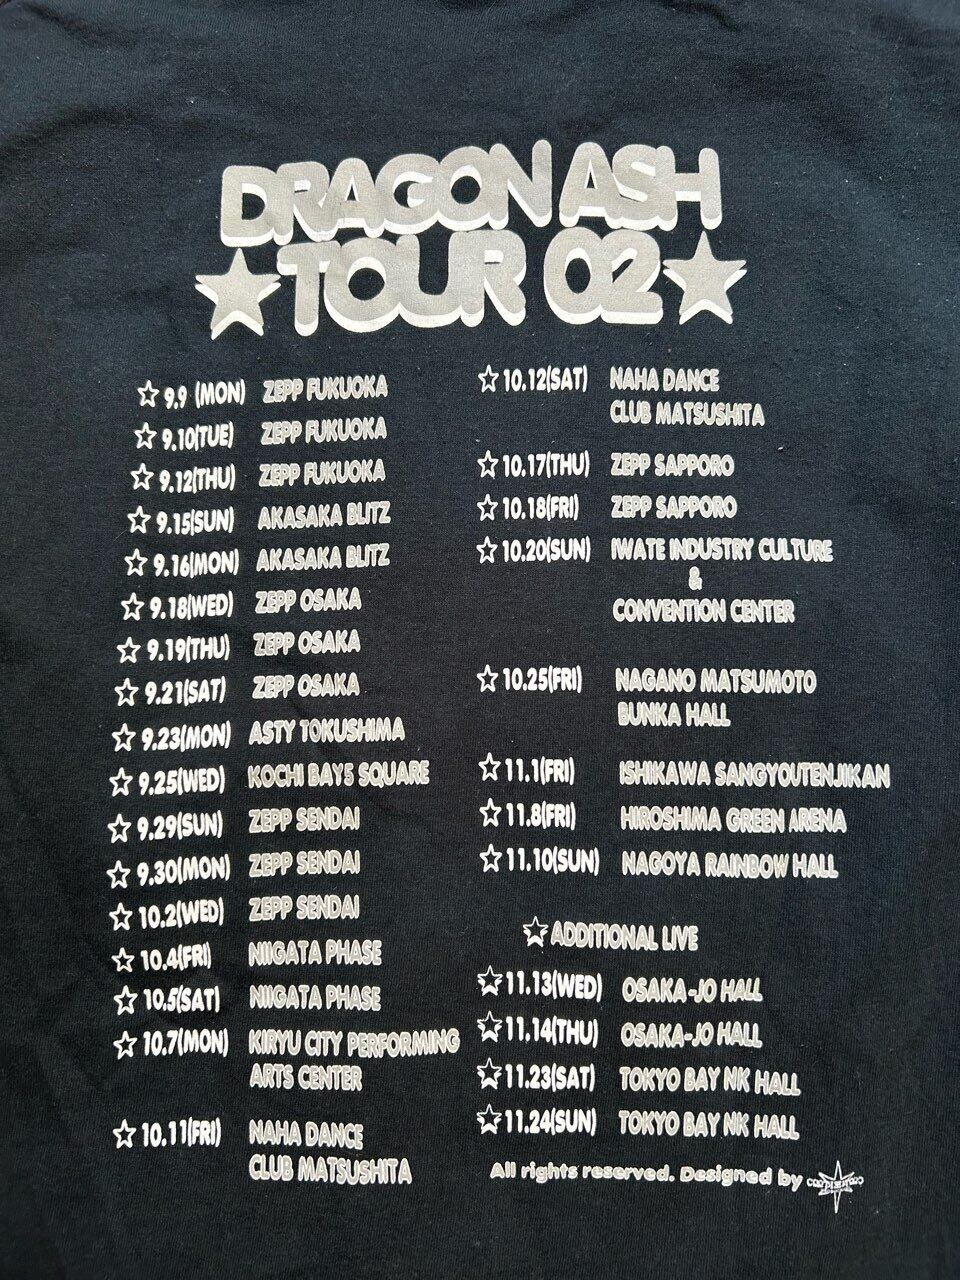 DRAGON ASH
TOUR 02
9.9 (MON) ZEPP FUKUOKA
9.10(TUE) ZEPP FUKUOKA
9.12(THU) ZEPP FUKUOKA
9.15(SUN) AKASAKA BLITZ
9.16(MON) AKASAKA BLITZ
9.18(WED) ZEPP OSAKA
9.19(THU) ZEPP OSAKA
9.21(SAT) ZEPP OSAKA
9.23(MON) ASTY TOKUSHIMA
9.25(WED) KOCHI BAY5 SQUARE
9.29(SUN) ZEPP SENDAI
9.30(MON) ZEPP SENDAI
10.2(WED) ZEPP SENDAI
10.4(FRI) NIIGATA PHASE
10.5(SAT) NIIGATA PHASE
10.7(MON) KIRYU CITY PERFORMING
ARTS CENTER
10.11(FRI) NAHA DANCE
CLUB MATSUSHITA
10.12(SAT) NAHA DANCE
CLUB MATSUSHITA
10.17(THU) ZEPP SAPPORO
10.18(FRI) ZEPP SAPPORO
10.20(SUN) IWATE INDUSTRY CULTURE
&
CONVENTION CENTER
10.25(FRI) NAGANO MATSUMOTO
BUNKA HALL
11.1(FRI) ISHIKAWA SANGYOUTENJIKAN
11.8(FRI) HIROSHIMA GREEN ARENA
11.10(SUN) NAGOYA RAINBOW HALL
ADDITIONAL LIVE
11.13(WED) OSAKA-JO HALL
11.14(THU) OSAKA-JO HALL
11.23(SAT) TOKYO BAY NK HALL
11.24(SUN) TOKYO BAY NK HALL
All rights reserved. Designed by